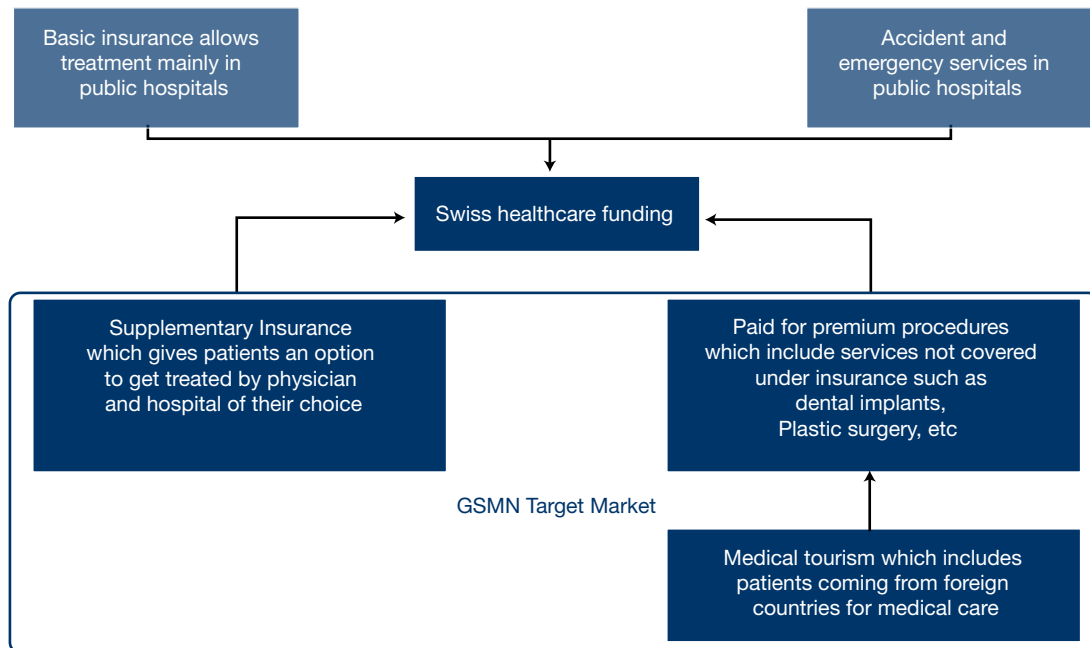 Basic insurance allows
treatment mainly in
public hospitals
Accident and
emergency services in
public hospitals
Swiss healthcare funding
Supplementary Insurance
which gives patients an option
to get treated by physician
and hospital of their choice
Paid for premium procedures
which include services not covered
under insurance such as
dental implants,
Plastic surgery, etc
GSMN Target Market
Medical tourism which includes
patients coming from foreign
countries for medical care